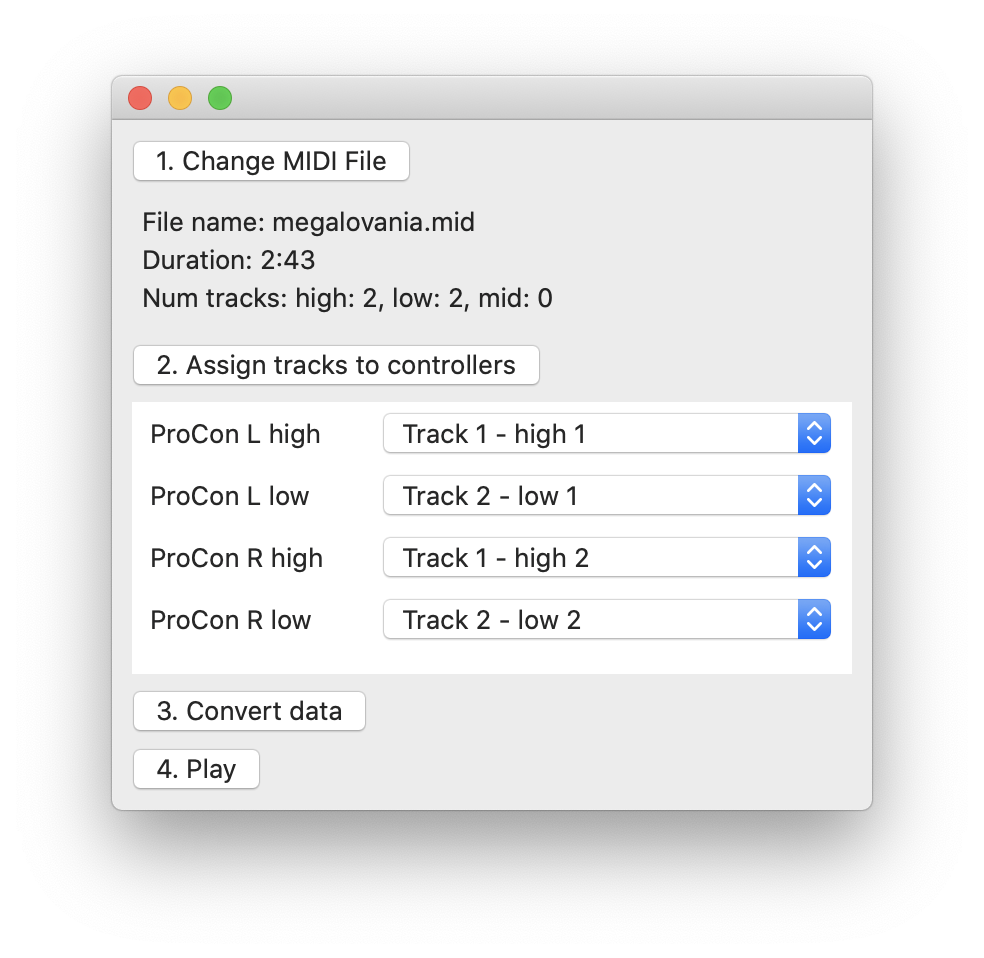 1. Change MIDI File
File name: megalovania.mid
Duration: 2:43
Num tracks: high: 2, low: 2, mid: 0
2. Assign tracks to controllers
ProCon L high Track 1 - high 1
ProCon L low Track 2 - low 1
ProCon R high Track 1 - high 2
ProCon R low Track 2 - low 2
3. Convert data
4. Play